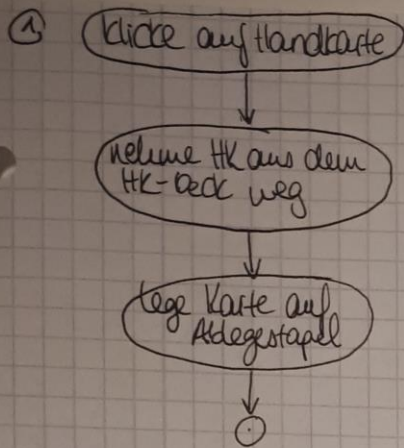 1
klicke auf Handkarte
nehme HK aus dem
HK-Deck weg
lege Karte auf
Ablegestapel